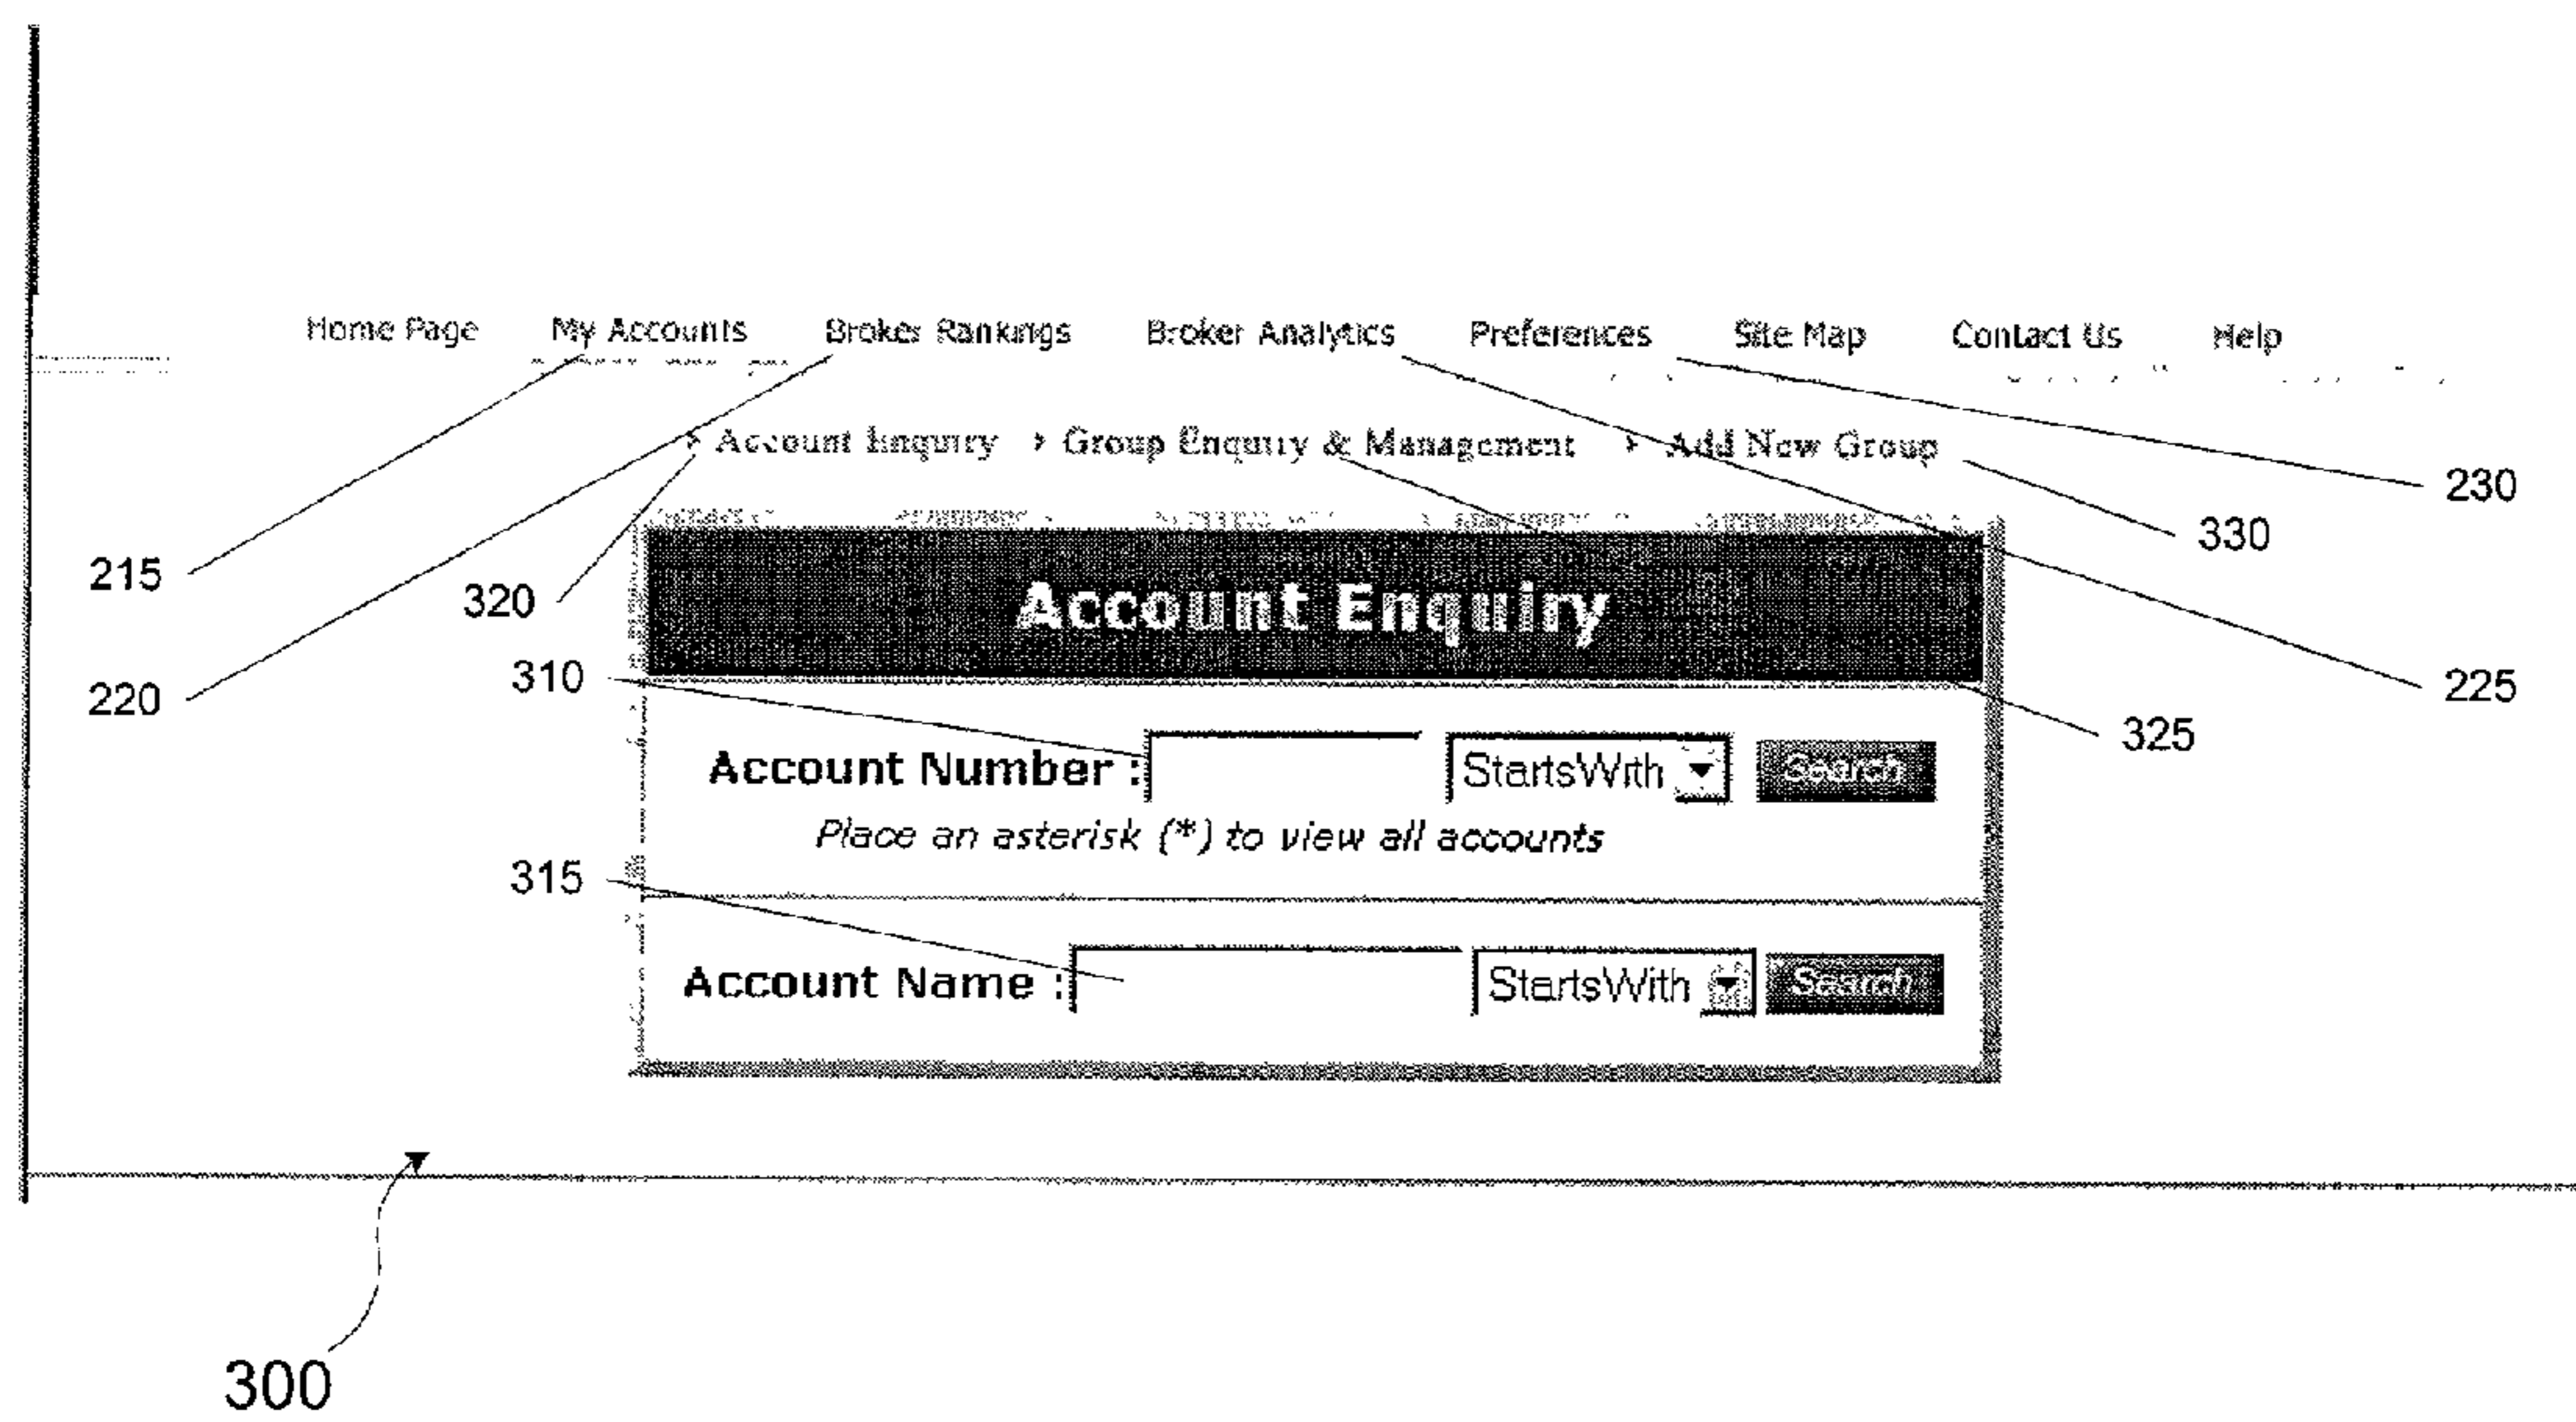 Home Page My Accounts Broker Rankings Broker Analytics Preferences Site Map Contact Us Help
Account Enquiry Group Enquiry & Management Add New Group
230
330
215
320
Account Enquiry
310
220
225
325
Account Number : StartsWith Search
Place an asterisk (*) to view all accounts
315
Account Name : StartsWith Search
300